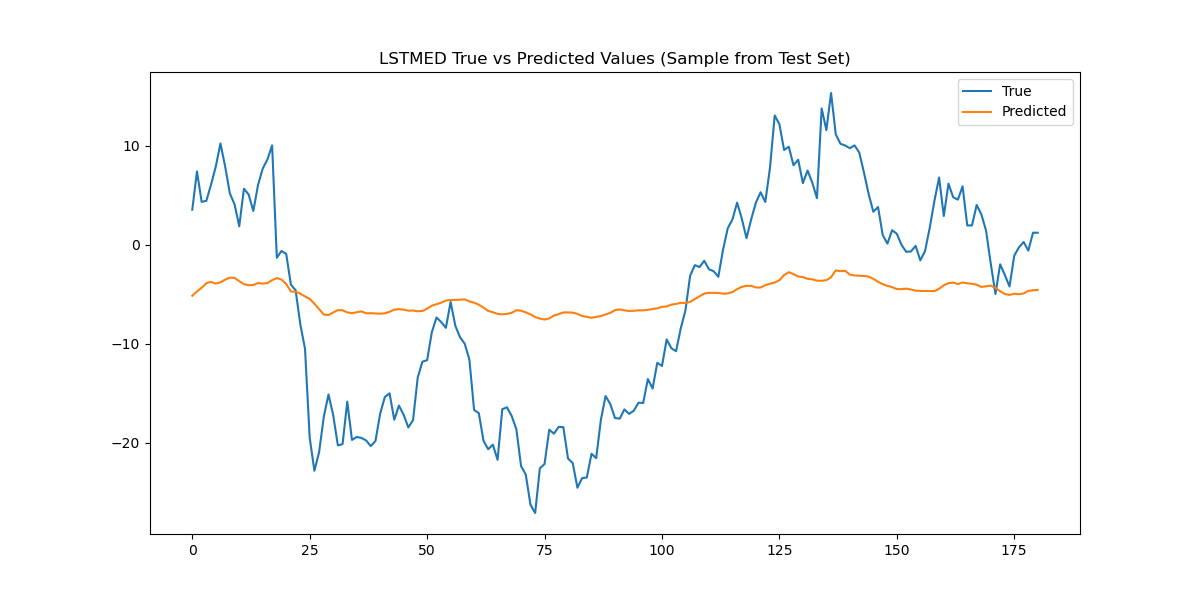 LSTMED True vs Predicted Values (Sample from Test Set)
True
Predicted
10
0
−10
−20
0 25 50 75 100 125 150 175